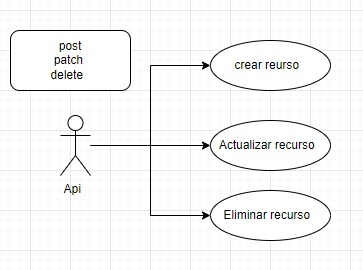 post
patch
delete
crear reurso
Actualizar recurso
Api
Eliminar recurso